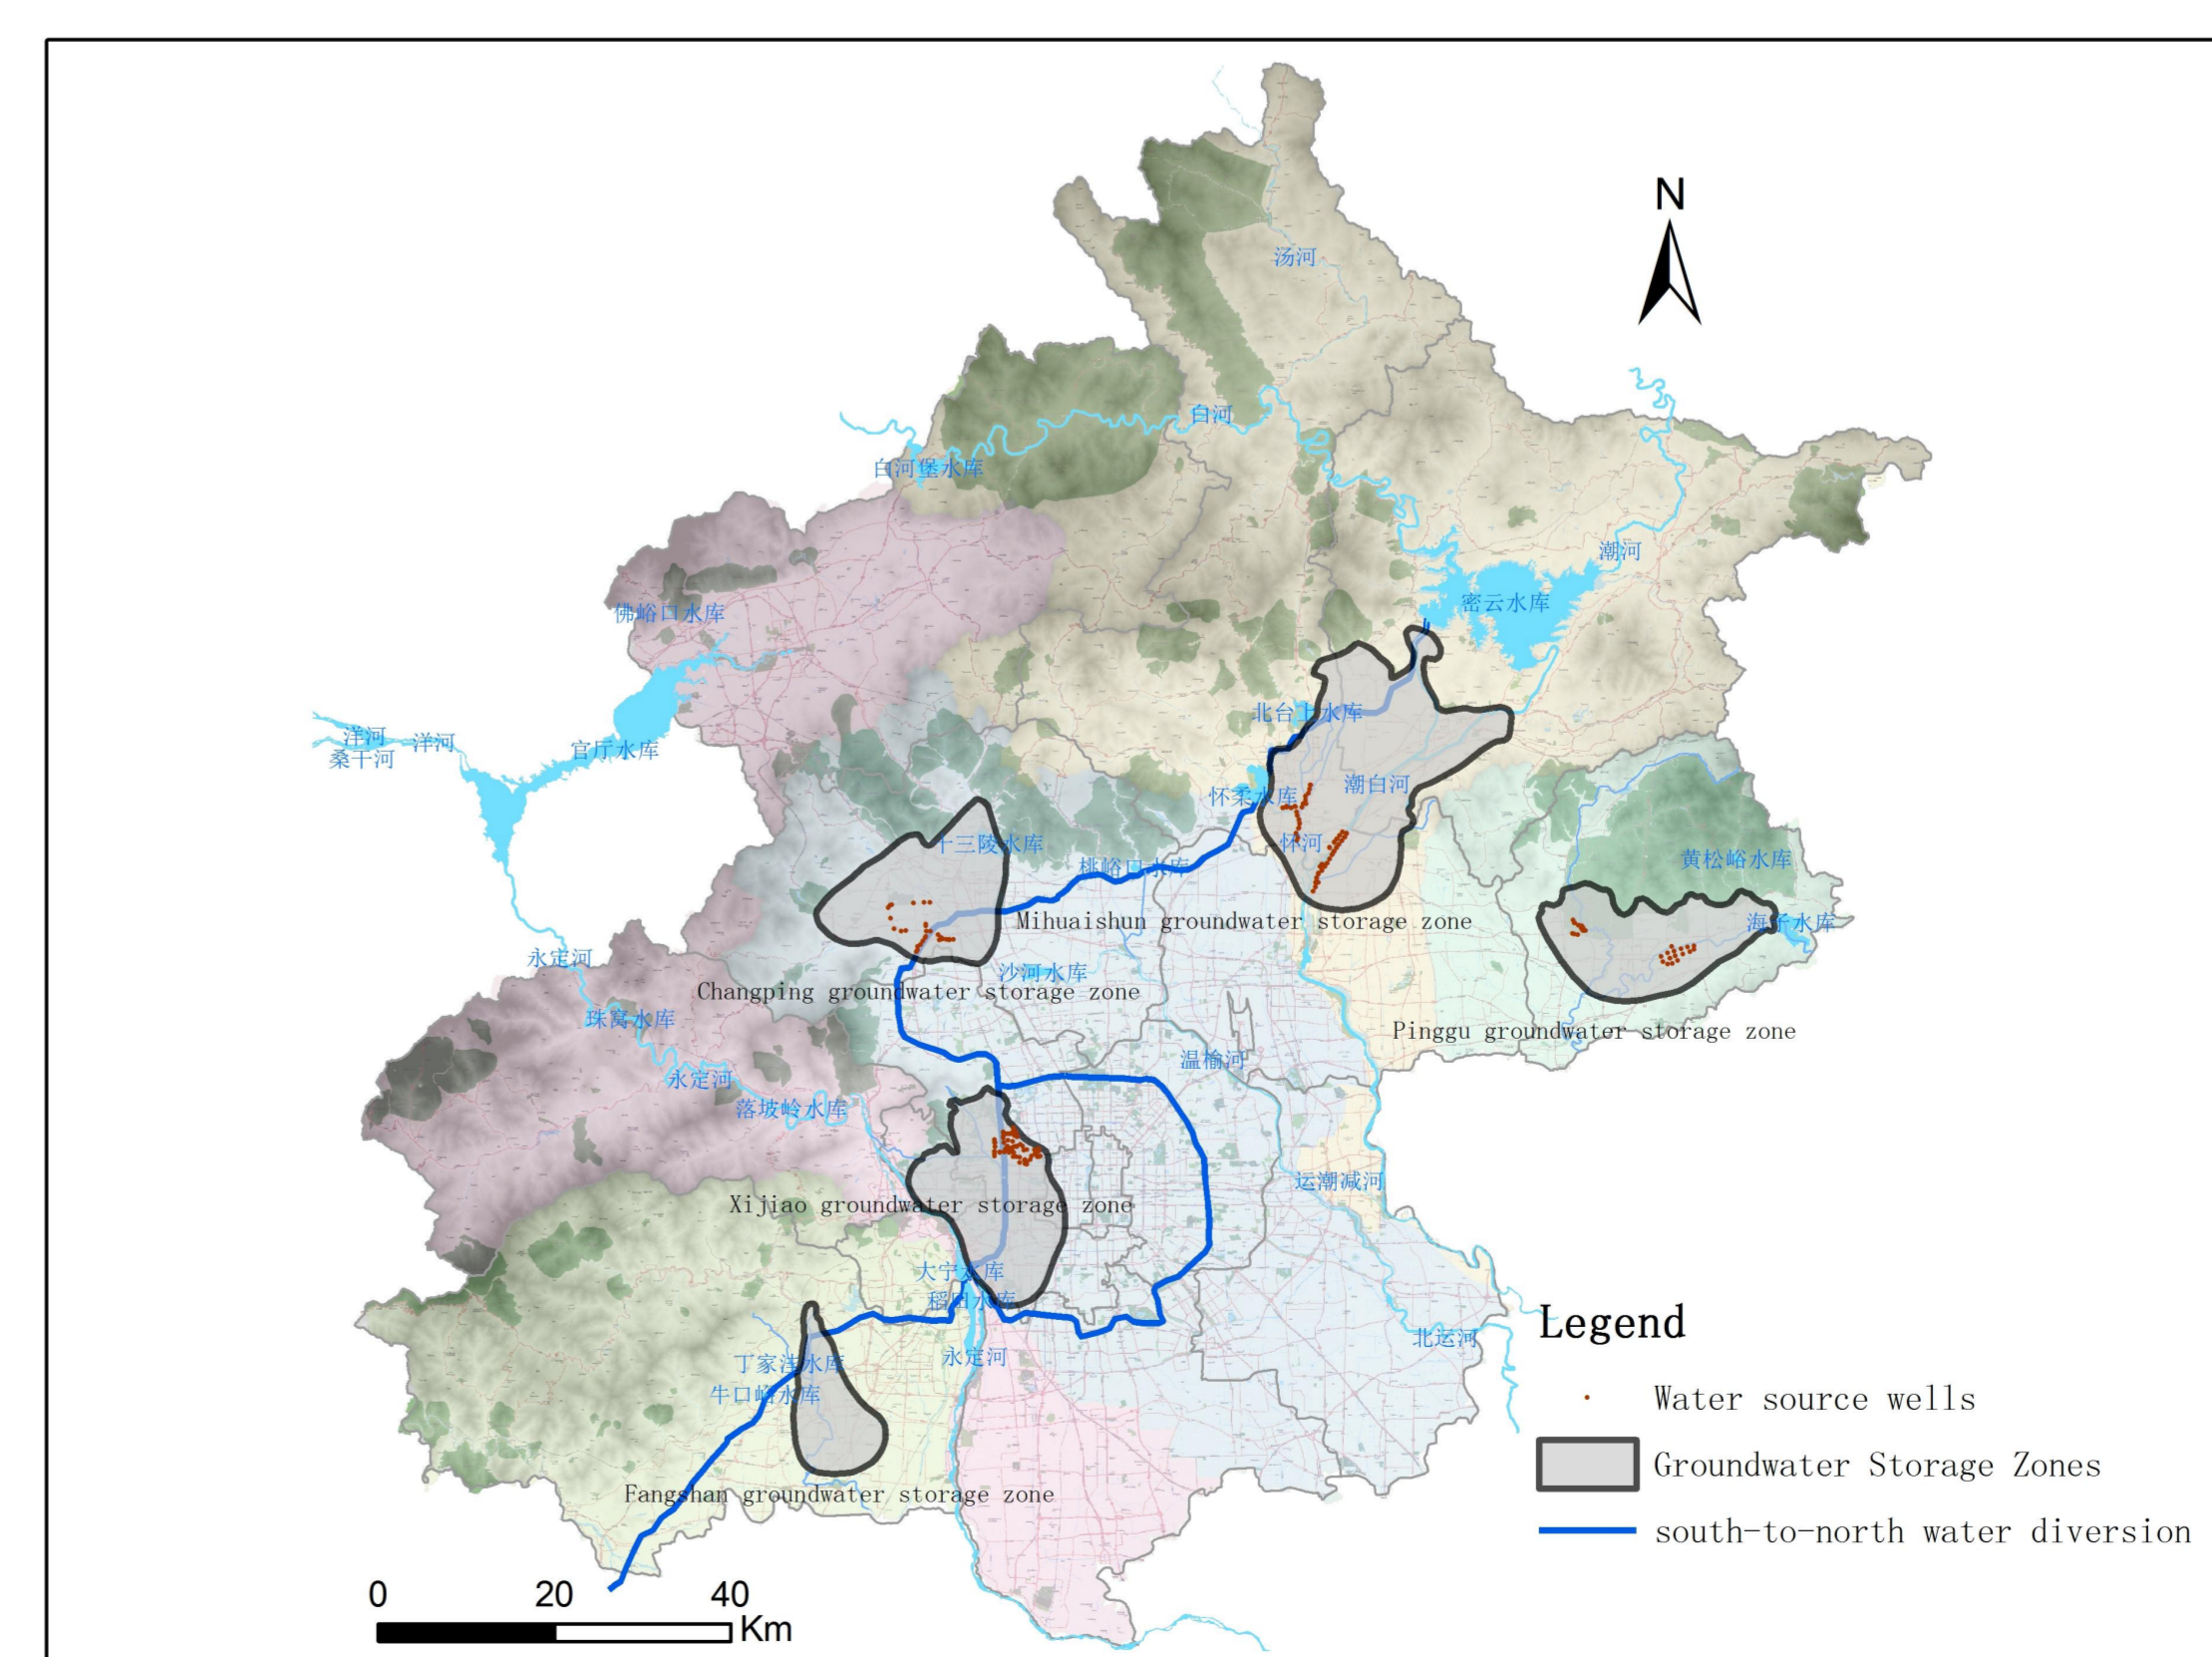 N
汤河
白河
白河堡水库
潮河
密云水库
佛峪口水库
北台上水库
洋河
洋河
桑干河
官厅水库
潮白河
怀柔水库
怀河
十三陵水库
桃峪口水库
黄松峪水库
海子水库
Mihuaishun groundwater storage zone
永定河
沙河水库
Changping groundwater storage zone
珠窝水库
Pinggu groundwater storage zone
温榆河
永定河
落坡岭水库
运潮减河
Xijiao groundwater storage zone
大宁水库
稻田水库
北运河
永定河
丁家洼水库
牛口峪水库
Fangshan groundwater storage zone
Legend
Water source wells
Groundwater Storage Zones
south-to-north water diversion
0 20 40
Km